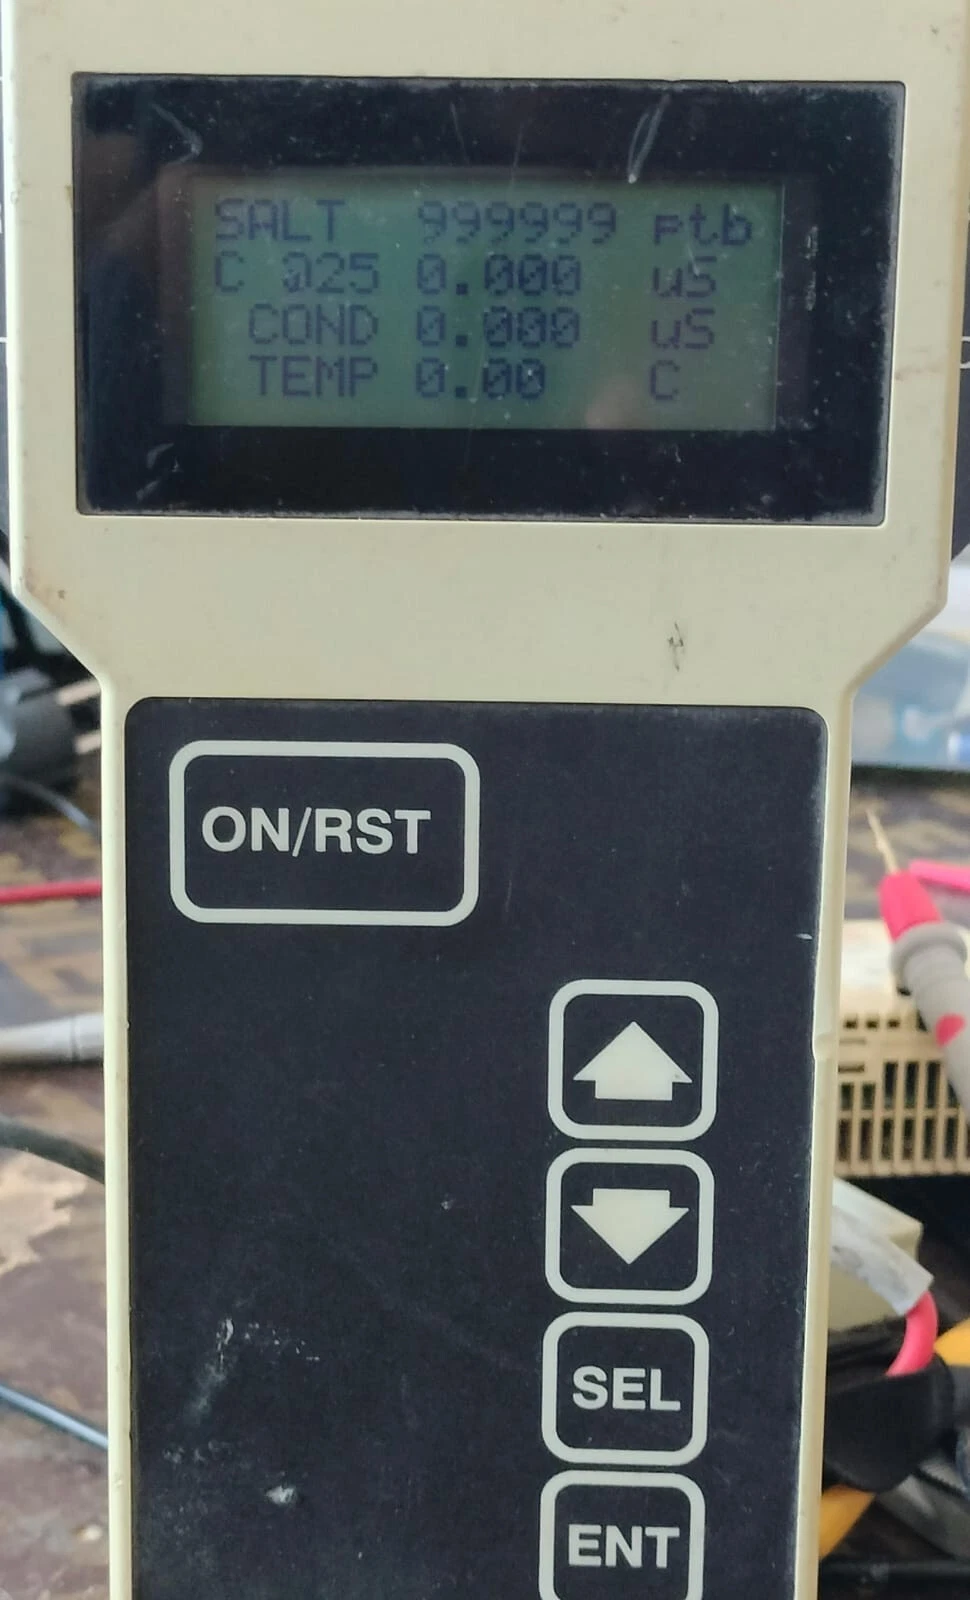 SALT 999999 ptb
C @25 0.000 uS
COND 0.000 uS
TEMP 0.00 C
ON/RST
SEL
ENT